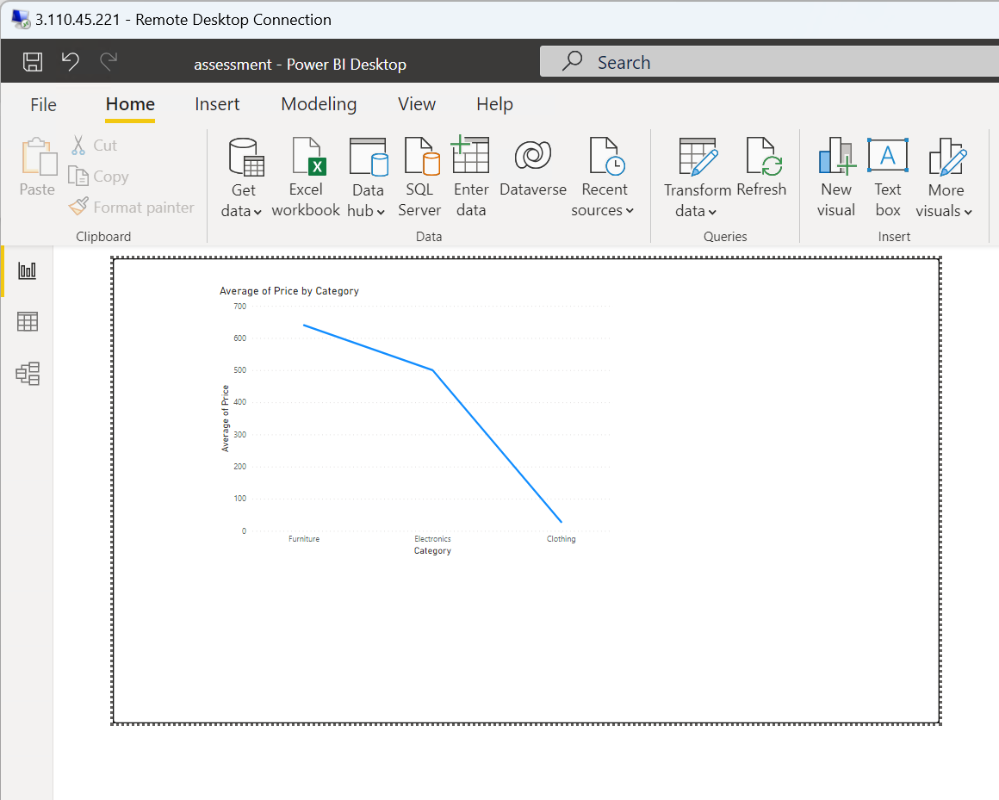 3.110.45.221 - Remote Desktop Connection
assessment - Power BI Desktop
Search
File
Home
Insert
Modeling
View
Help
Paste
Cut
Copy
Format painter
Clipboard
Get data
Excel workbook
Data hub
SQL Server
Enter data
Dataverse
Recent sources
Data
Transform data
Refresh
Queries
New visual
Text box
More visuals
Insert
Average of Price by Category
Average of Price
700
600
500
400
300
200
100
0
Furniture
Electronics
Clothing
Category